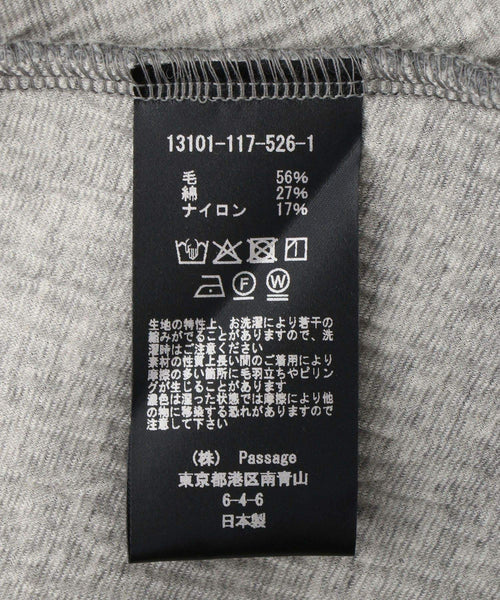 13101-117-526-1
毛 56%
綿 27%
ナイロン 17%
F W
生地の特性上、お洗濯により若干の
縮みがでることがありますので、洗
濯時はご注意ください
素材の性質上長い間のご着用により
摩擦の多い箇所に毛羽立ちやピリン
グが生じることがあります
濃色は湿った状態では摩擦により他
の物に移染する恐れがありますので
注意して下さい
(株) Passage
東京都港区南青山
6-4-6
日本製